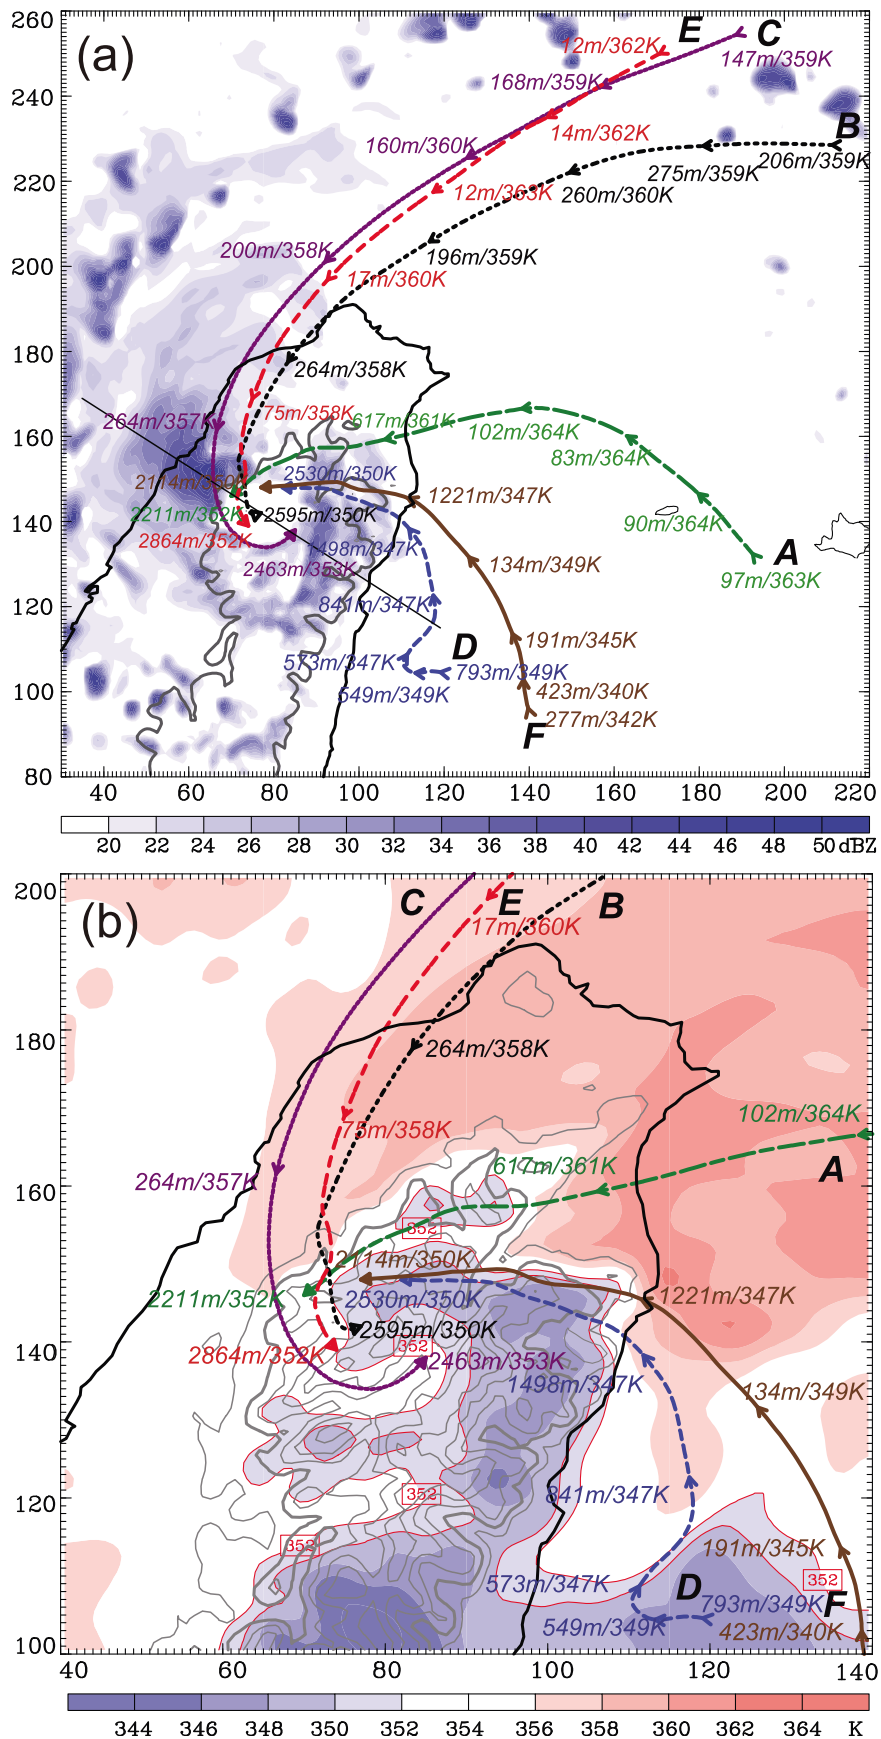 260
(a)
E
C
12m/362K
147m/359K
168m/359K
240
14m/362K
B
160m/360K
206m/359K
275m/359K
220
12m/363K
260m/360K
200m/358K
196m/359K
200
17m/360K
180
264m/358K
264m/357K
75m/358K
617m/361K
102m/364K
160
83m/364K
2114m/350K
2530m/350K
1221m/347K
2211m/352K
2595m/350K
90m/364K
140
2864m/352K
1498m/347K
A
2463m/353K
134m/349K
97m/363K
120
841m/347K
191m/345K
D
573m/347K
793m/349K
100
549m/349K
423m/340K
277m/342K
F
80
40 60 80 100 120 140 160 180 200 220
20 22 24 26 28 30 32 34 36 38 40 42 44 46 48 50 dBZ
200
(b)
C
E
B
17m/360K
180
264m/358K
102m/364K
75m/358K
617m/361K
A
264m/357K
160
352
2114m/350K
2211m/352K
2530m/350K
1221m/347K
2595m/350K
140
2864m/352K
352
2463m/353K
1498m/347K
134m/349K
120
352
841m/347K
352
191m/345K
573m/347K
D
352
793m/349K
F
100
549m/349K
423m/340K
40 60 80 100 120 140
344 346 348 350 352 354 356 358 360 362 364 K